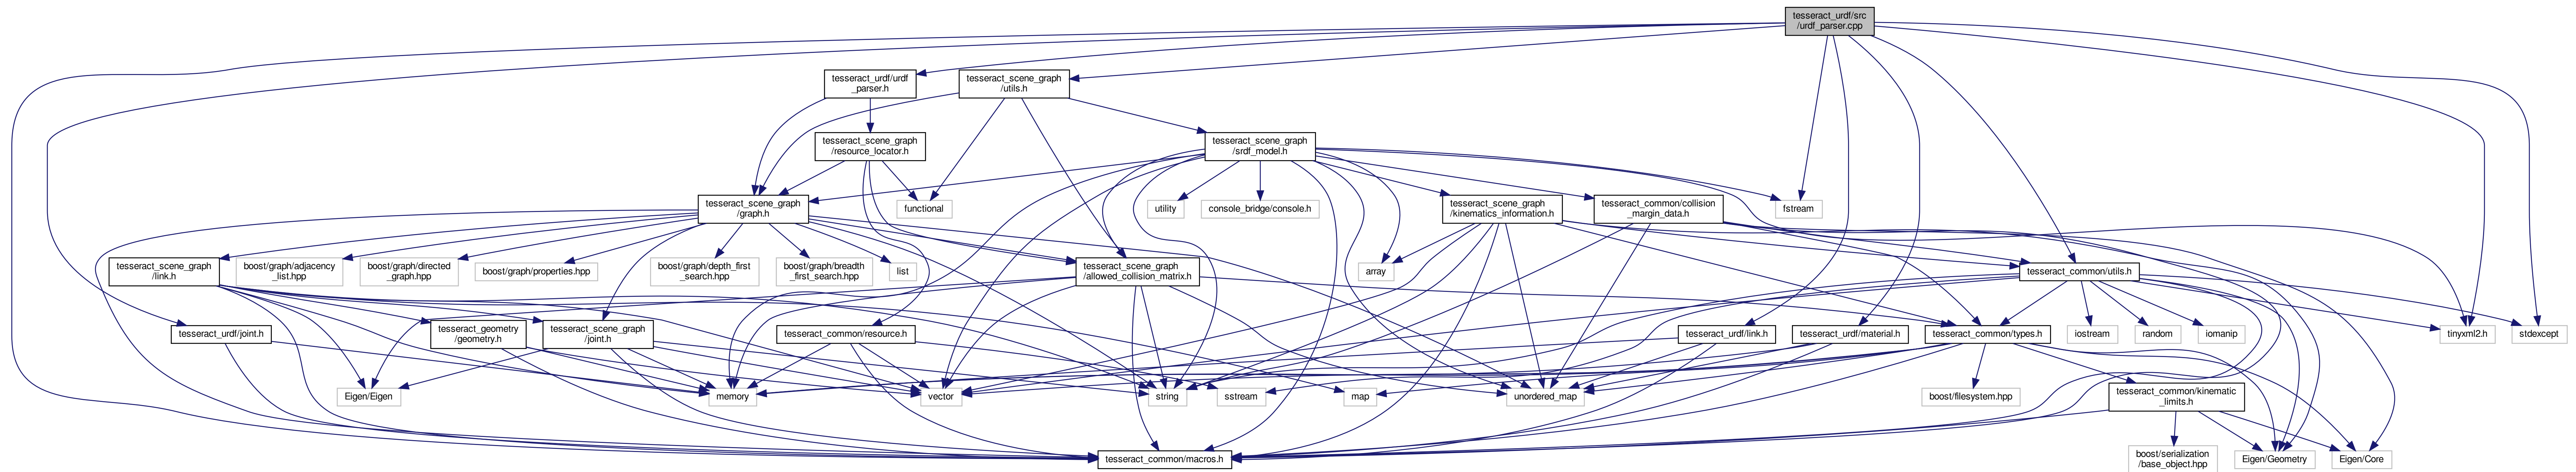 tesseract_urdf/src
/urdf_parser.cpp
tesseract_urdf/urdf
_parser.h
tesseract_scene_graph
/utils.h
tesseract_scene_graph
/resource_locator.h
tesseract_scene_graph
/srdf_model.h
tesseract_scene_graph
/graph.h
functional
utility
console_bridge/console.h
tesseract_scene_graph
/kinematics_information.h
tesseract_common/collision
_margin_data.h
fstream
tesseract_scene_graph
/link.h
boost/graph/adjacency
_list.hpp
boost/graph/directed
_graph.hpp
boost/graph/properties.hpp
boost/graph/depth_first
_search.hpp
boost/graph/breadth
_first_search.hpp
list
tesseract_scene_graph
/allowed_collision_matrix.h
array
tesseract_common/utils.h
tesseract_urdf/joint.h
tesseract_geometry
/geometry.h
tesseract_scene_graph
/joint.h
tesseract_common/resource.h
tesseract_urdf/link.h
tesseract_urdf/material.h
tesseract_common/types.h
iostream
random
iomanip
tinyxml2.h
stdexcept
Eigen/Eigen
memory
vector
string
sstream
map
unordered_map
boost/filesystem.hpp
tesseract_common/kinematic
_limits.h
tesseract_common/macros.h
boost/serialization
/base_object.hpp
Eigen/Geometry
Eigen/Core